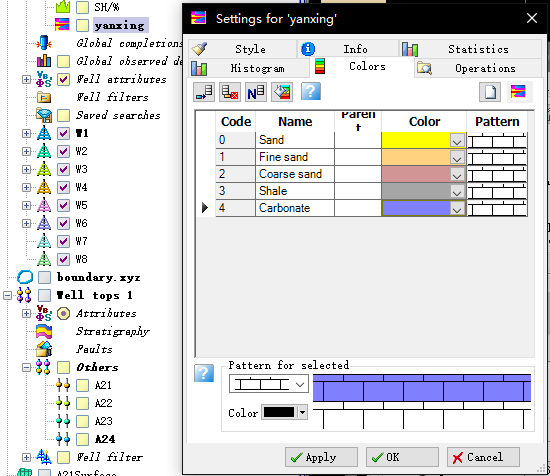 SH/%
yanxing
Global completion
Global observed de
Well attributes
Well filters
Saved searches
W1
W2
W3
W4
W5
W6
W7
W8
boundary.xyz
Well tops 1
Attributes
Stratigraphy
Faults
Others
A21
A22
A23
A24
Well filter
A21Surface
Settings for 'yanxing'
Style
Info
Statistics
Histogram
Colors
Operations
Code Name Paren t Color Pattern
0 Sand
1 Fine sand
2 Coarse sand
3 Shale
4 Carbonate
Pattern for selected
Color
Apply
OK
Cancel